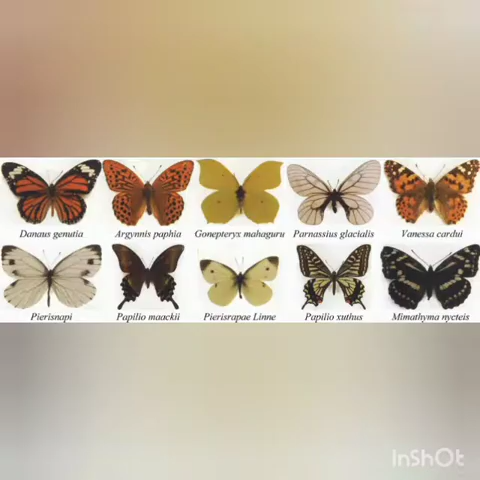 Danaus genutia Argynnis paphia Gonepteryx mahaguru Parnassius glacialis Vanessa cardui
Pierisnapi Papilio maackii Pierisrapae Linne Papilio xuthus Mimathyma nycteis
InShOt